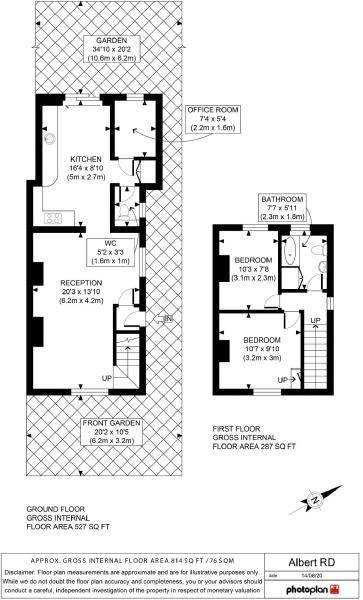 GARDEN
34'10 x 20'2
(10.6m x 6.2m)
OFFICE ROOM
7'4 x 5'4
(2.2m x 1.6m)
KITCHEN
16'4 x 8'10
(5m x 2.7m)
BATHROOM
7'7 x 5'11
(2.3m x 1.8m)
WC
5'2 x 3'3
(1.6m x 1m)
RECEPTION
20'3 x 13'10
(6.2m x 4.2m)
BEDROOM
10'3 x 7'8
(3.1m x 2.3m)
IN
UP
BEDROOM
10'7 x 9'10
(3.2m x 3m)
UP
UP
FRONT GARDEN
20'2 x 10'5
(6.2m x 3.2m)
FIRST FLOOR
GROSS INTERNAL
FLOOR AREA 287 SQ FT
GROUND FLOOR
GROSS INTERNAL
FLOOR AREA 527 SQ FT
N
APPROX. GROSS INTERNAL FLOOR AREA 814 SQ FT / 76 SQM
Disclaimer: Floor plan measurements are approximate and are for illustrative purposes only.
While we do not doubt the floor plan accuracy and completeness, you or your advisors should
conduct a careful, independent investigation of the property in respect of monetary valuation
Albert RD
date 14/08/20
photoplan